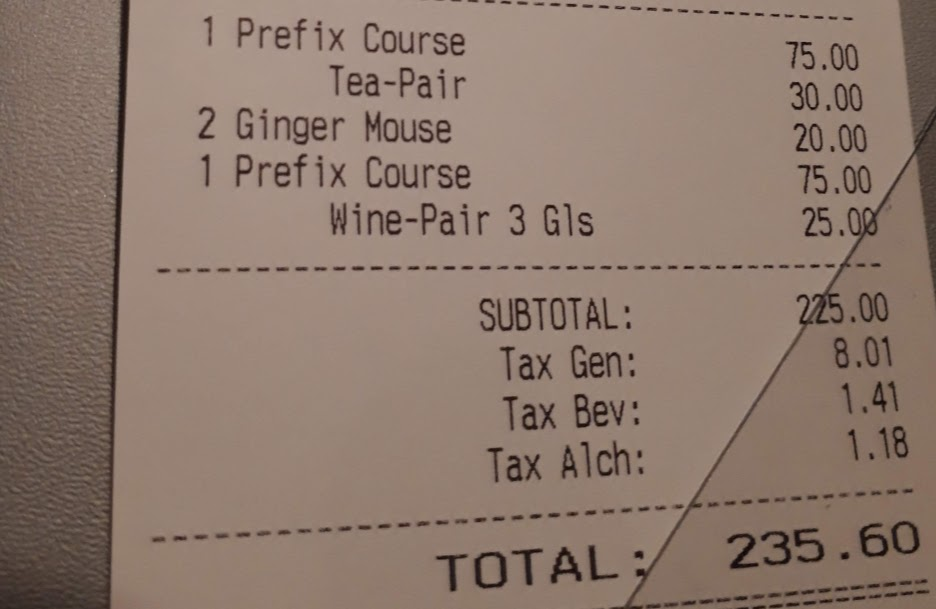 1 Prefix Course 75.00
Tea-Pair 30.00
2 Ginger Mouse 20.00
1 Prefix Course 75.00
Wine-Pair 3 Gls 25.00
SUBTOTAL: 225.00
Tax Gen: 8.01
Tax Bev: 1.41
Tax Alch: 1.18
TOTAL: 235.60